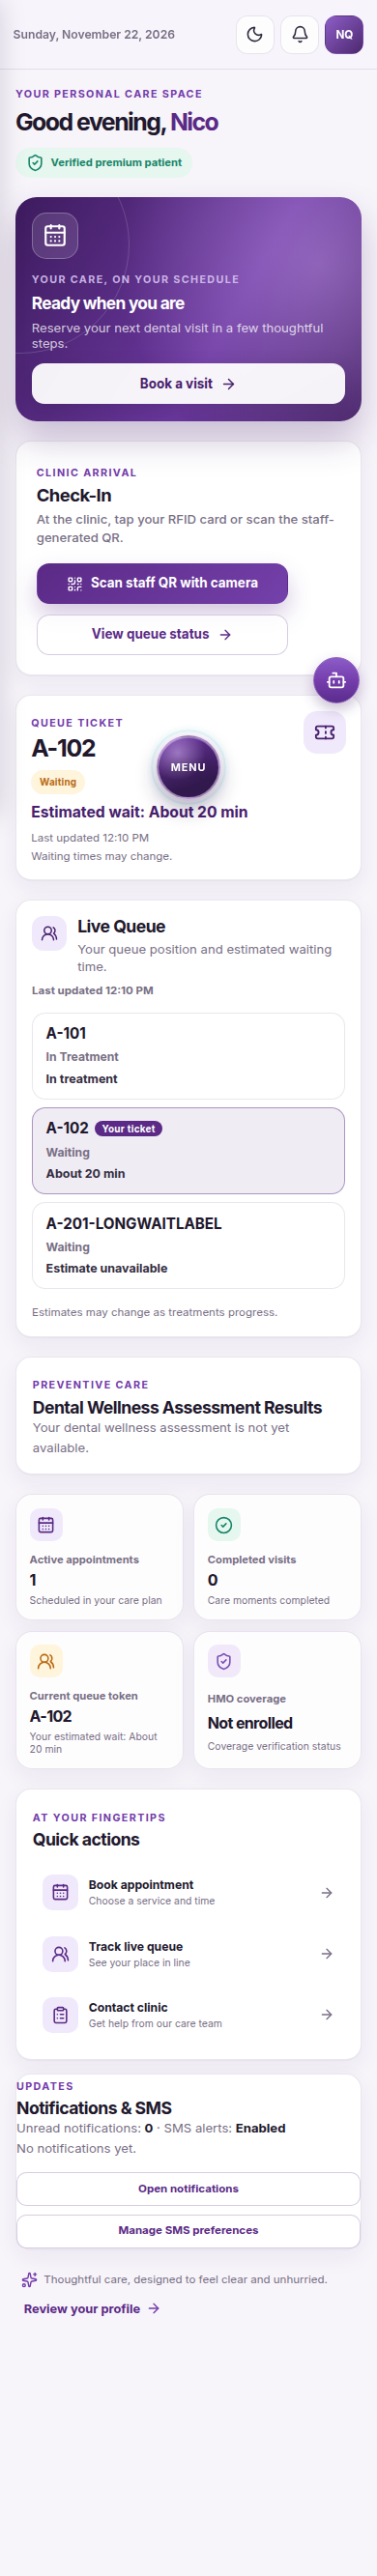 Sunday, November 22, 2026
NQ
YOUR PERSONAL CARE SPACE
Good evening, Nico
Verified premium patient
YOUR CARE, ON YOUR SCHEDULE
Ready when you are
Reserve your next dental visit in a few thoughtful
steps.
Book a visit
CLINIC ARRIVAL
Check-In
At the clinic, tap your RFID card or scan the staff-
generated QR.
Scan staff QR with camera
View queue status
QUEUE TICKET
A-102
MENU
Waiting
Estimated wait: About 20 min
Last updated 12:10 PM
Waiting times may change.
Live Queue
Your queue position and estimated waiting
time.
Last updated 12:10 PM
A-101
In Treatment
In treatment
A-102 Your ticket
Waiting
About 20 min
A-201-LONGWAITLABEL
Waiting
Estimate unavailable
Estimates may change as treatments progress.
PREVENTIVE CARE
Dental Wellness Assessment Results
Your dental wellness assessment is not yet
available.
Active appointments
1
Scheduled in your care plan
Completed visits
0
Care moments completed
Current queue token
A-102
Your estimated wait: About
20 min
HMO coverage
Not enrolled
Coverage verification status
AT YOUR FINGERTIPS
Quick actions
Book appointment
Choose a service and time
Track live queue
See your place in line
Contact clinic
Get help from our care team
UPDATES
Notifications & SMS
Unread notifications: 0 · SMS alerts: Enabled
No notifications yet.
Open notifications
Manage SMS preferences
Thoughtful care, designed to feel clear and unhurried.
Review your profile